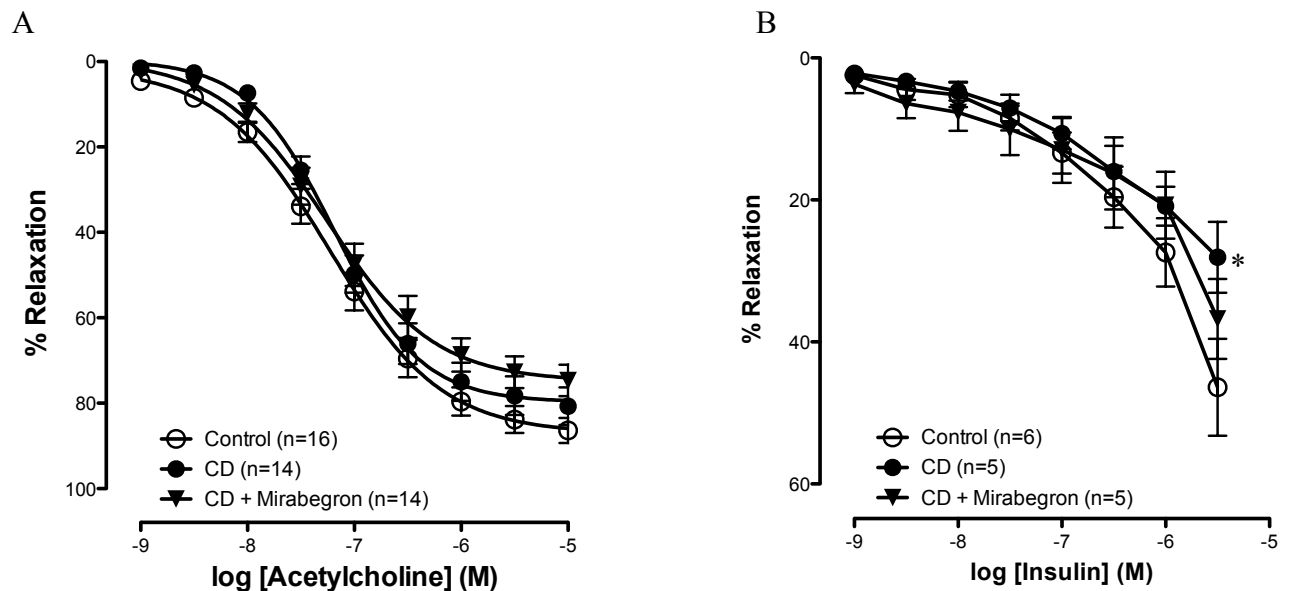 A
% Relaxation
0
20
40
60
80
100
Control (n=16)
CD (n=14)
CD + Mirabegron (n=14)
-9
-8
-7
-6
-5
log [Acetylcholine] (M)
B
% Relaxation
0
20
40
60
*
Control (n=6)
CD (n=5)
CD + Mirabegron (n=5)
-9
-8
-7
-6
-5
log [Insulin] (M)